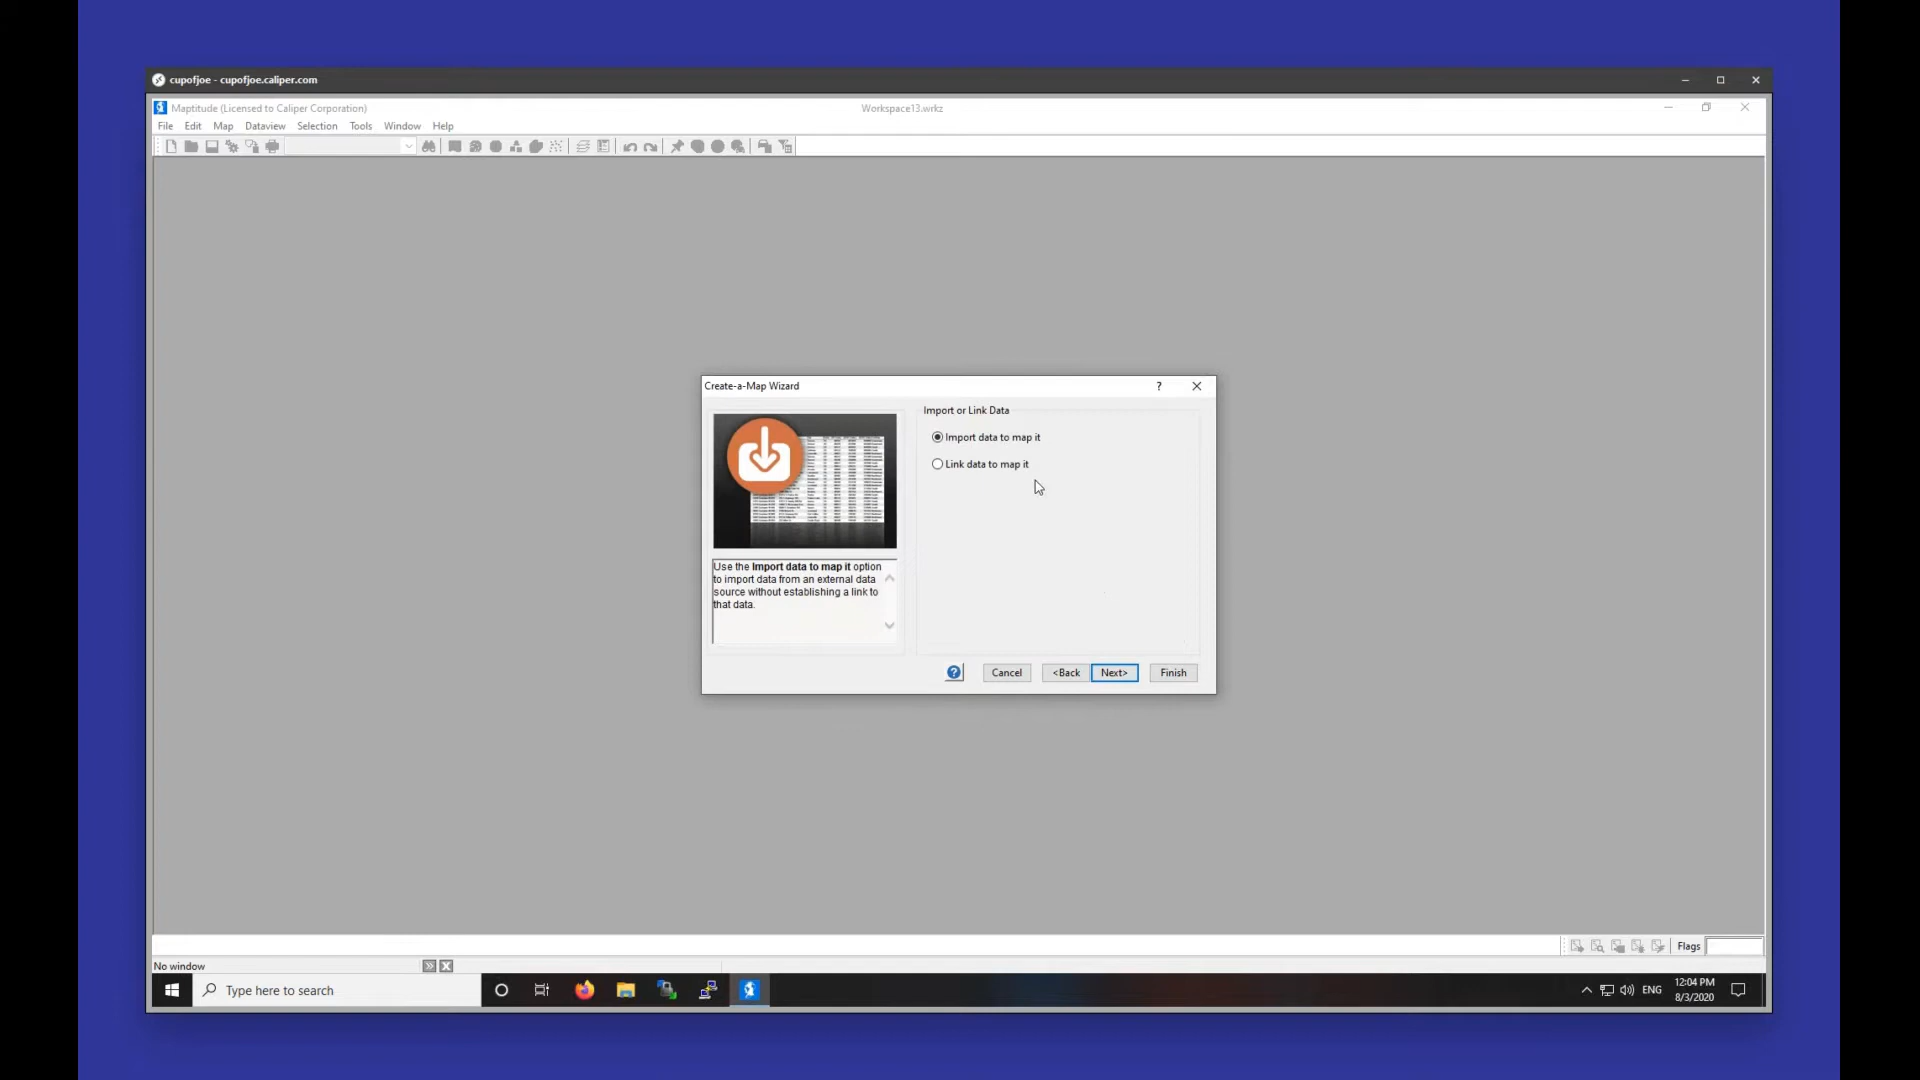 cupofjoe - cupofjoe.caliper.com
Maptitude (Licensed to Caliper Corporation)
Workspace13.wrkz
File Edit Map Dataview Selection Tools Window Help
Create-a-Map Wizard
Import or Link Data
Import data to map it
Link data to map it
Use the Import data to map it option
to import data from an external data
source without establishing a link to
that data.
Cancel
<Back
Next>
Finish
Flags
No window
Type here to search
ENG
12:04 PM
8/3/2020